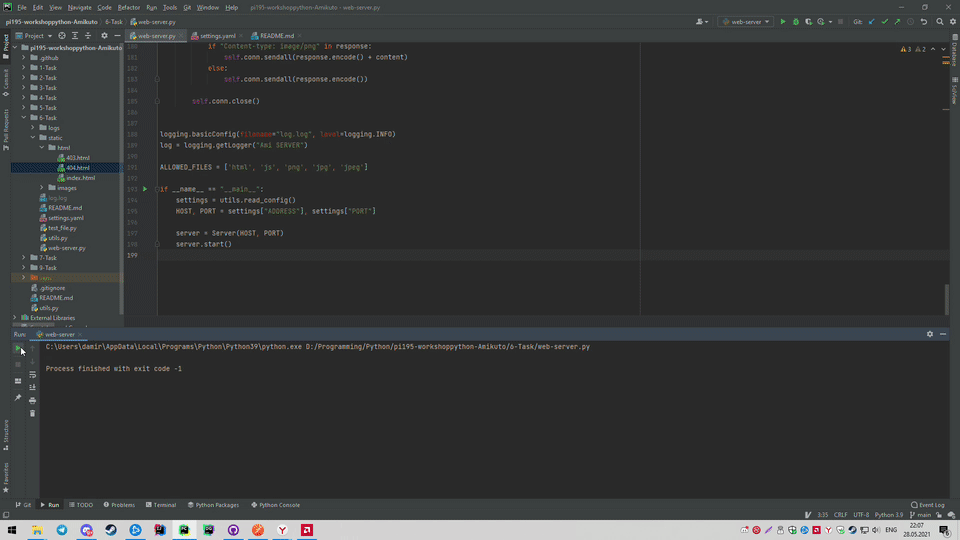 File Edit View Navigate Code Refactor Run Tools Git Window Help pi195-workshoppython-Amikuto - web-server.py
pi195-workshoppython-Amikuto 6-Task web-server.py
web-server
Git:
Project
web-server.py settings.yaml README.md
pi195-workshoppython-Amikuto
.github
1-Task
2-Task
3-Task
4-Task
5-Task
6-Task
logs
static
html
403.html
404.html
index.html
images
log.log
README.md
settings.yaml
test_file.py
utils.py
web-server.py
7-Task
9-Task
.gitignore
README.md
utils.py
External Libraries
Project
Commit
Pull Requests
Structure
Favorites
Database
SciView
3 2
180 if "Content-type: image/png" in response:
181 self.conn.sendall(response.encode() + content)
182 else:
183 self.conn.sendall(response.encode())
184
185 self.conn.close()
186
187
188 logging.basicConfig(filename="log.log", level=logging.INFO)
189 log = logging.getLogger("Ami SERVER")
190
191 ALLOWED_FILES = ['html', 'js', 'png', 'jpg', 'jpeg']
192
193 if __name__ == "__main__":
194 settings = utils.read_config()
195 HOST, PORT = settings["ADDRESS"], settings["PORT"]
196
197 server = Server(HOST, PORT)
198 server.start()
199
Run: web-server
C:\Users\damir\AppData\Local\Programs\Python\Python39\python.exe D:/Programming/Python/pi195-workshoppython-Amikuto/6-Task/web-server.py
Process finished with exit code -1
Git Run TODO Problems Terminal Python Packages Python Console Event Log
3:35 CRLF UTF-8 Python 3.9 main
ENG 22:07
28.05.2021